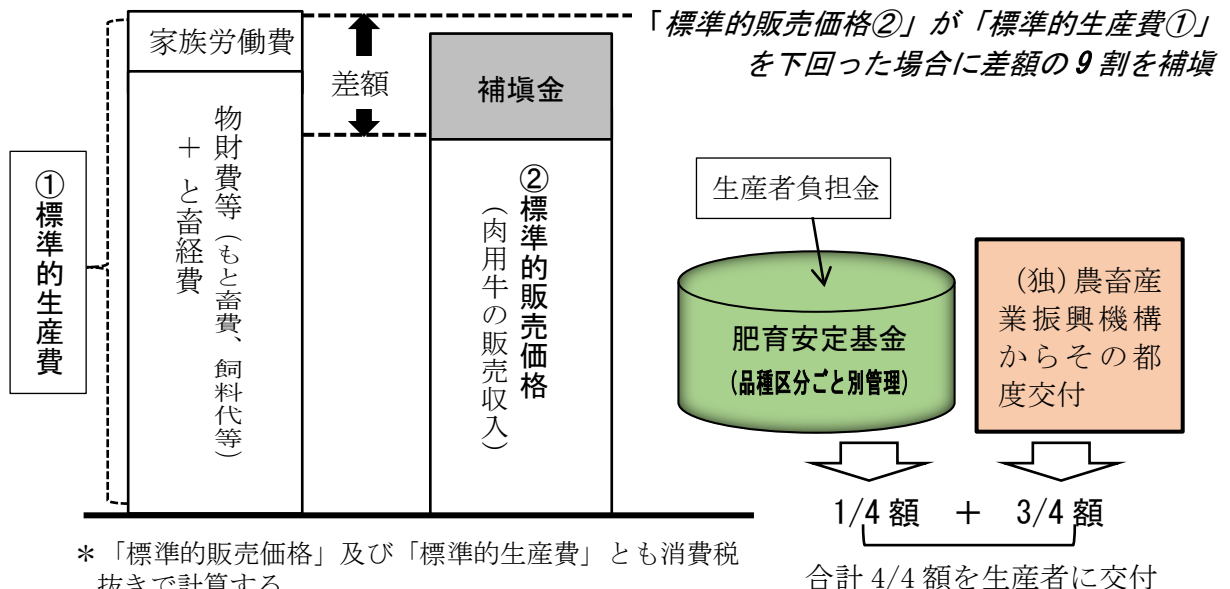 「標準的販売価格②」が「標準的生産費①」
を下回った場合に差額の9割を補塡
家族労働費
差額
補塡金
①標準的生産費
物財費等（もと畜費、飼料代等）
＋ と畜経費
②標準的販売価格
（肉用牛の販売収入）
生産者負担金
肥育安定基金
(品種区分ごと別管理)
（独）農畜産
業振興機構
からその都
度交付
1/4 額 ＋ 3/4 額
合計 4/4 額を生産者に交付
＊「標準的販売価格」及び「標準的生産費」とも消費税
抜きで計算する